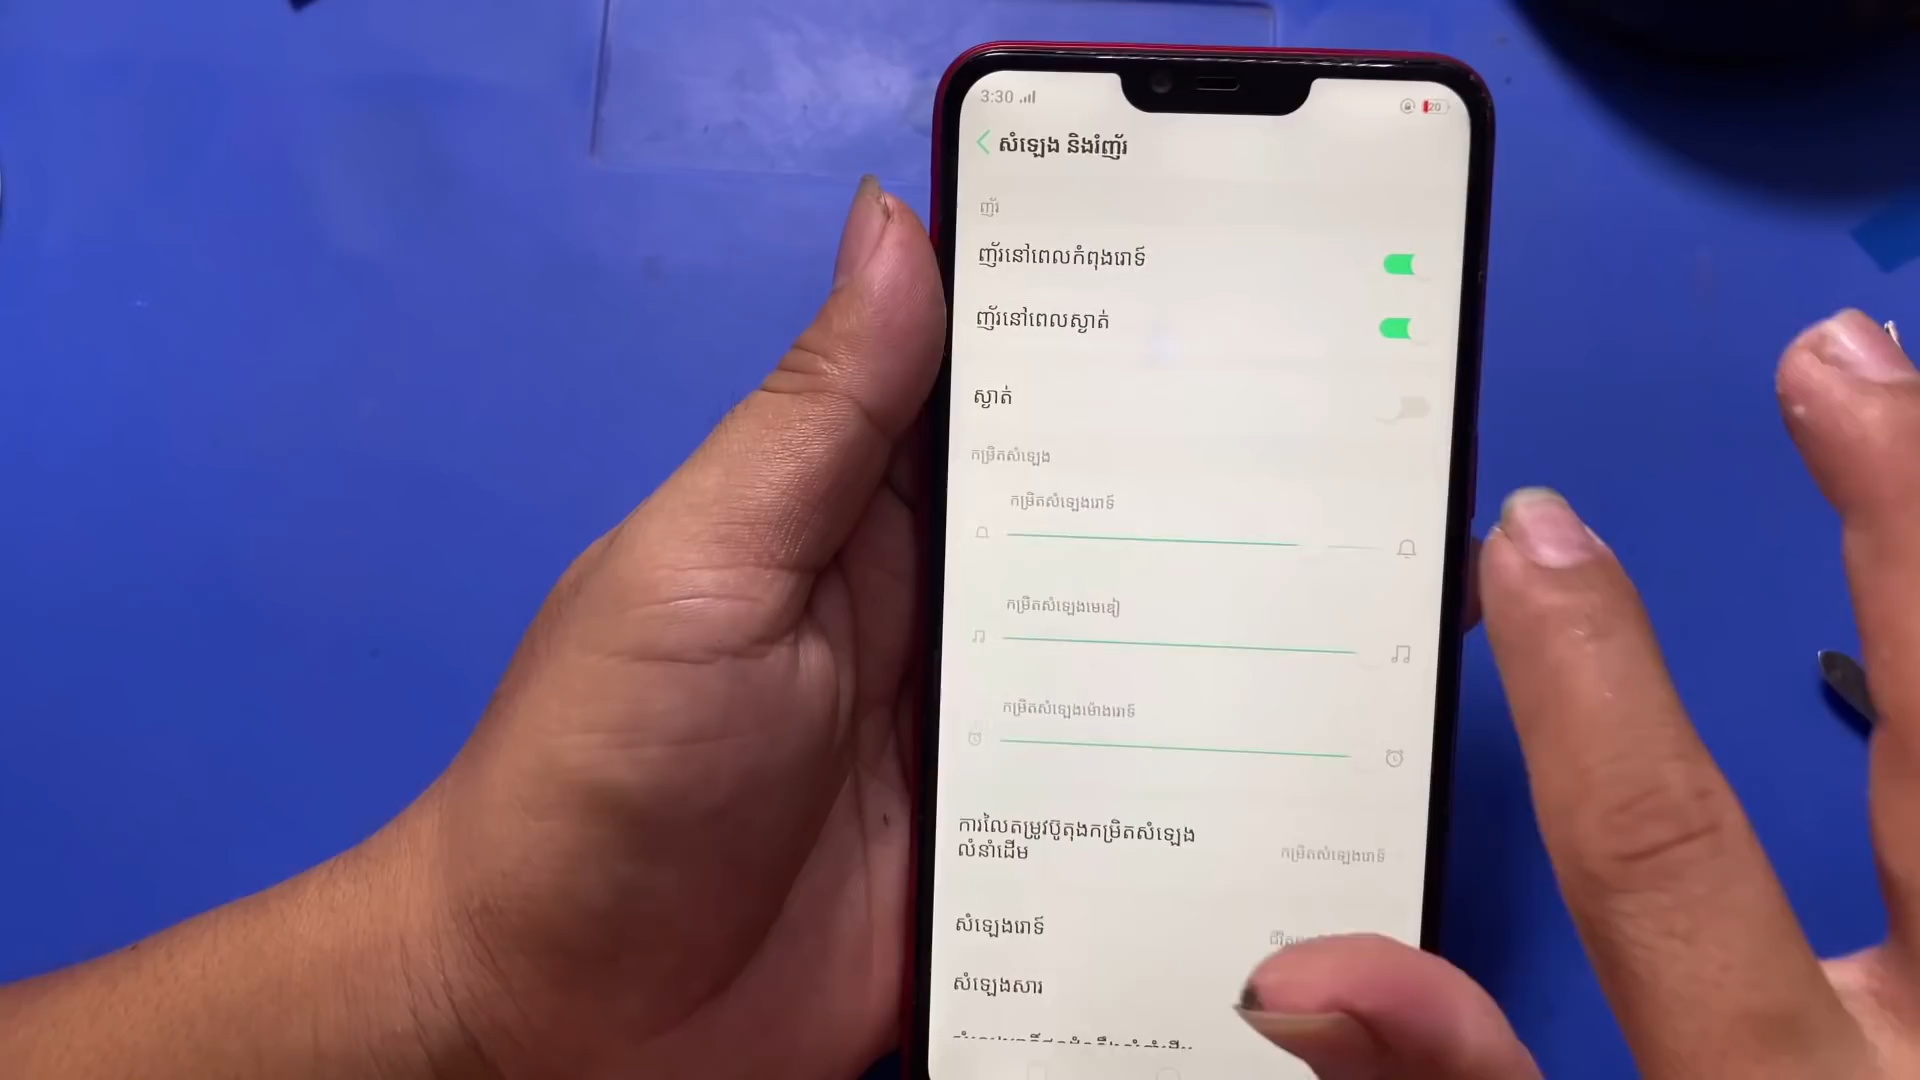 3:30
20
សំឡេង និងរំញ័រ
ញ័រ
ញ័រនៅពេលកំពុងរោទ៍
ញ័រនៅពេលស្ងាត់
ស្ងាត់
កម្រិតសំឡេង
កម្រិតសំឡេងរោទ៍
កម្រិតសំឡេងមេឌៀ
កម្រិតសំឡេងម៉ោងរោទ៍
ការលៃតម្រូវប៊ូតុងកម្រិតសំឡេង
លំនាំដើម
កម្រិតសំឡេងរោទ៍
សំឡេងរោទ៍
សំឡេងសារ